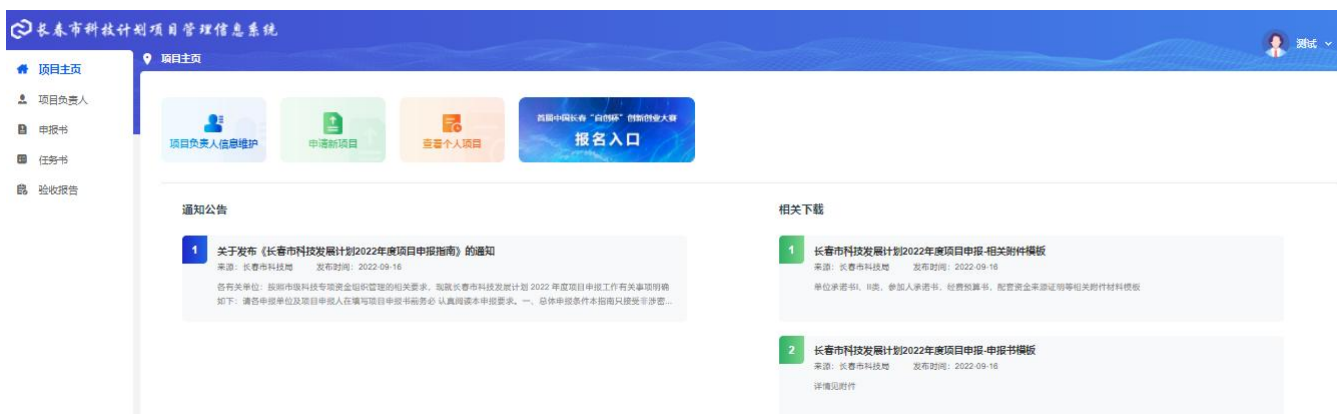 长春市科技计划项目管理信息系统
测试
项目主页
项目负责人
申报书
任务书
验收报告
项目主页
项目负责人信息维护
申请新项目
查看个人项目
首届中国长春“自创杯”创新创业大赛
报名入口
通知公告
1
关于发布《长春市科技发展计划2022年度项目申报指南》的通知
来源：长春市科技局 发布时间：2022-09-16
各有关单位：按照市级科技专项资金组织管理的相关要求，现就长春市科技发展计划 2022 年度项目申报工作有关事项明确
如下：请各申报单位及项目申报人在填写项目申报书前务必 认真阅读本申报要求。一、总体申报条件本指南只接受非涉密...
相关下载
1
长春市科技发展计划2022年度项目申报-相关附件模板
来源：长春市科技局 发布时间：2022-09-16
单位承诺书I、II类、参加人承诺书、经费预算书、配套资金来源证明等相关附件材料模板
2
长春市科技发展计划2022年度项目申报-申报书模板
来源：长春市科技局 发布时间：2022-09-16
详情见附件